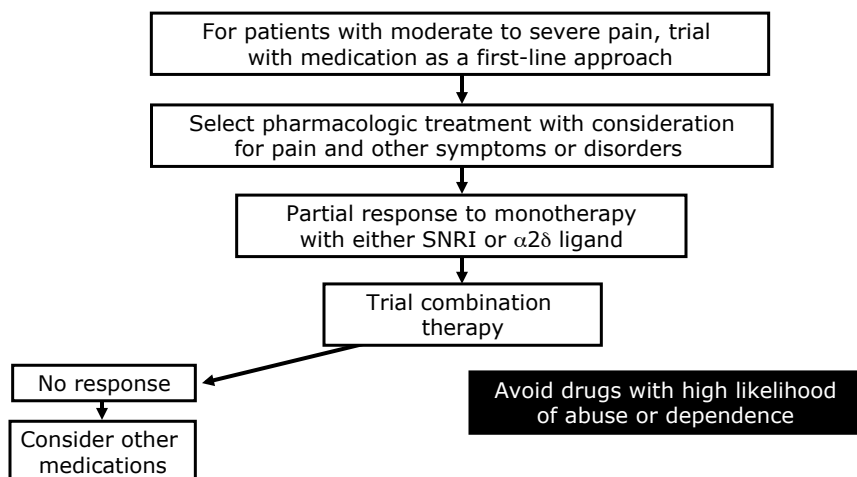 For patients with moderate to severe pain, trial
with medication as a first-line approach
Select pharmacologic treatment with consideration
for pain and other symptoms or disorders
Partial response to monotherapy
with either SNRI or α2δ ligand
Trial combination
therapy
No response
Consider other
medications
Avoid drugs with high likelihood
of abuse or dependence